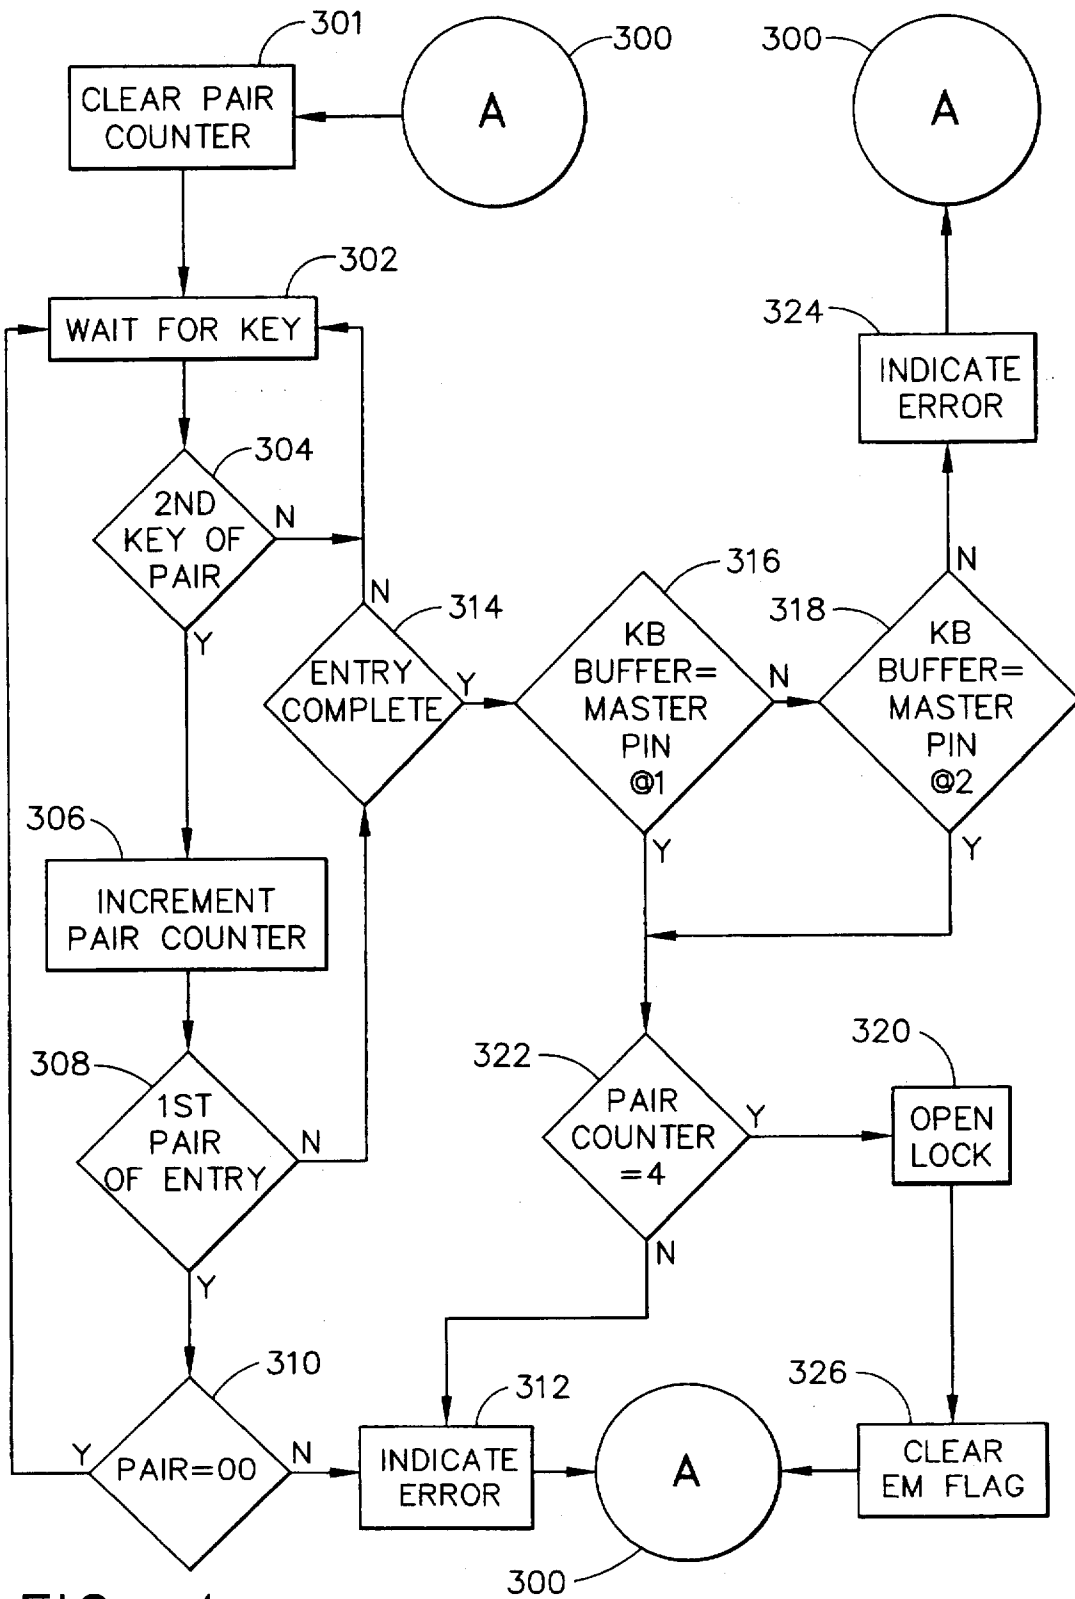 301
300
300
CLEAR PAIR
COUNTER
A
A
302
WAIT FOR KEY
324
INDICATE
ERROR
304
2ND
KEY OF
PAIR
N
Y
N
314
ENTRY
COMPLETE
Y
316
KB
BUFFER=
MASTER
PIN
@1
N
Y
318
N
KB
BUFFER=
MASTER
PIN
@2
Y
306
INCREMENT
PAIR COUNTER
308
1ST
PAIR
OF ENTRY
N
Y
322
PAIR
COUNTER
=4
Y
N
320
OPEN
LOCK
310
Y
PAIR=00
N
312
INDICATE
ERROR
A
300
326
CLEAR
EM FLAG